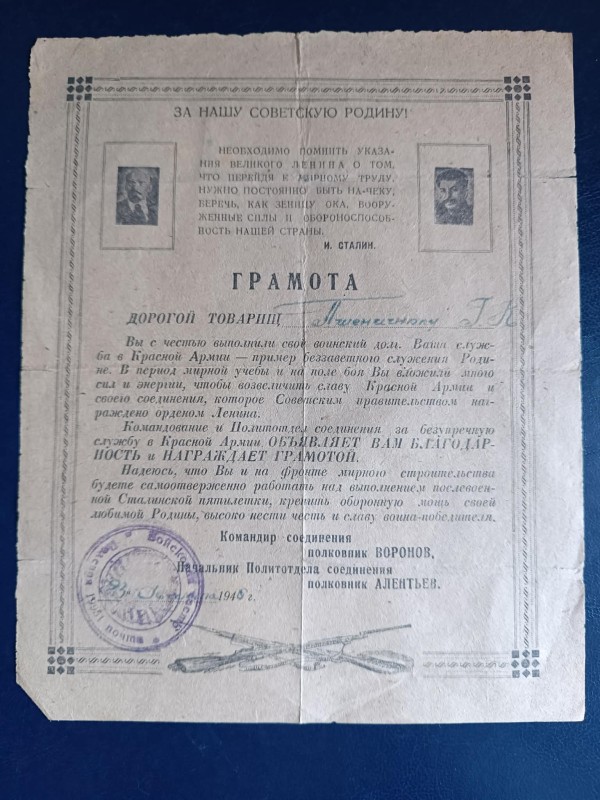 ЗА НАШУ СОВЕТСКУЮ РОДИНУ!
НЕОБХОДИМО ПОМНИТЬ УКАЗА-
НИЯ ВЕЛИКОГО ЛЕНИНА О ТОМ,
ЧТО ПЕРЕЙДЯ К МИРНОМУ ТРУДУ,
НУЖНО ПОСТОЯННО БЫТЬ НА-ЧЕКУ,
БЕРЕЧЬ, КАК ЗЕНИЦУ ОКА, ВООРУ-
ЖЕННЫЕ СИЛЫ И ОБОРОНОСПОСОБ-
НОСТЬ НАШЕЙ СТРАНЫ.
И. СТАЛИН.
ГРАМОТА
ДОРОГОЙ ТОВАРИЩ Пшеничному Г К
Вы с честью выполнили свой воинский долг. Ваша служ-
ба в Красной Армии — пример беззаветного служения Роди-
не. В период мирной учебы и на поле боя Вы вложили много
сил и энергии, чтобы возвеличить славу Красной Армии и
своего соединения, которое Советским правительством наг-
раждено орденом Ленина.
Командование и Политотдел соединения за безупречную
службу в Красной Армии ОБЪЯВЛЯЕТ ВАМ БЛАГОДАР-
НОСТЬ и НАГРАЖДАЕТ ГРАМОТОЙ.
Надеюсь, что Вы и на фронте мирного строительства
будете самоотверженно работать над выполнением послевоен-
ной Сталинской пятилетки, крепить оборонную мощь своей
любимой Родины, высоко нести честь и славу воина-победителя.
Командир соединения
полковник ВОРОНОВ,
Начальник Политотдела соединения
полковник АЛЕНТЬЕВ.
23 194 г.